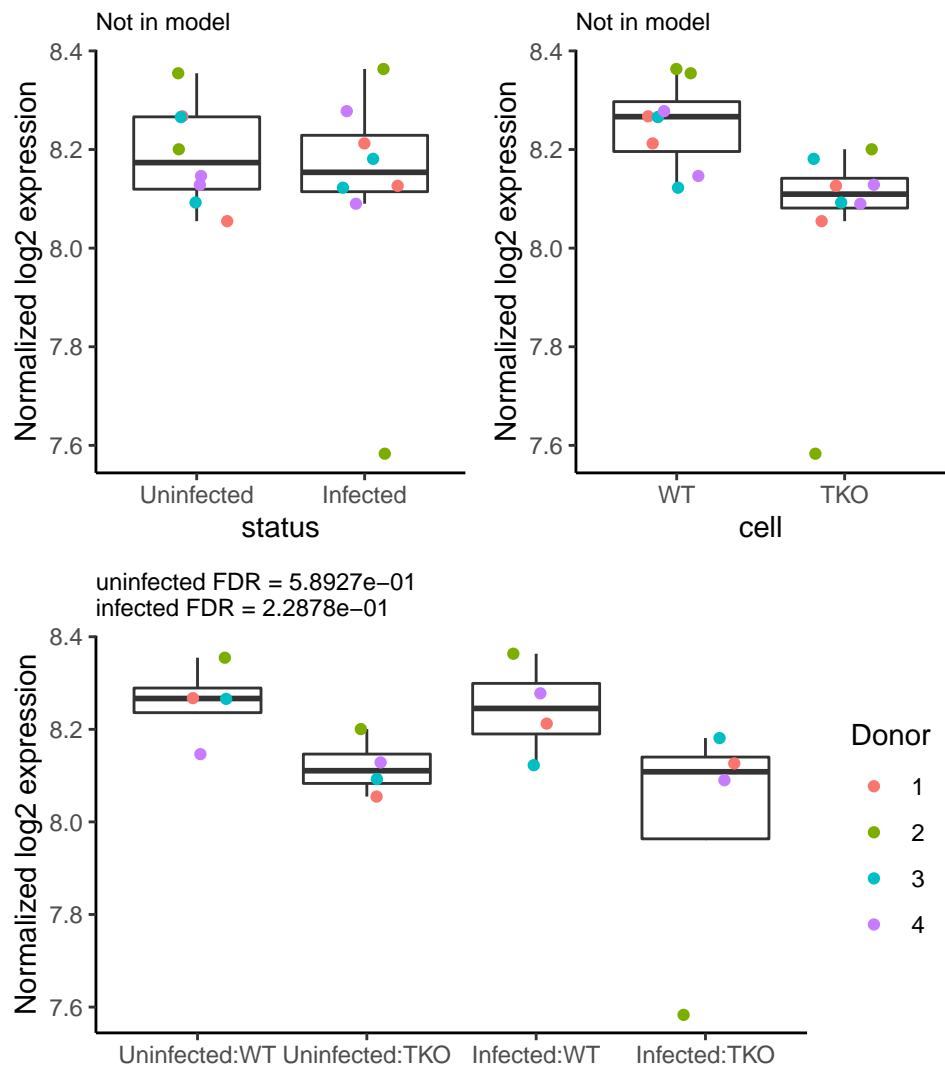 Not in model
Normalized log2 expression
8.4
8.2
8.0
7.8
7.6
Uninfected
Infected
status
Not in model
Normalized log2 expression
8.4
8.2
8.0
7.8
7.6
WT
TKO
cell
uninfected FDR = 5.8927e−01
infected FDR = 2.2878e−01
Normalized log2 expression
8.4
8.2
8.0
7.8
7.6
Uninfected:WT
Uninfected:TKO
Infected:WT
Infected:TKO
Donor
1
2
3
4